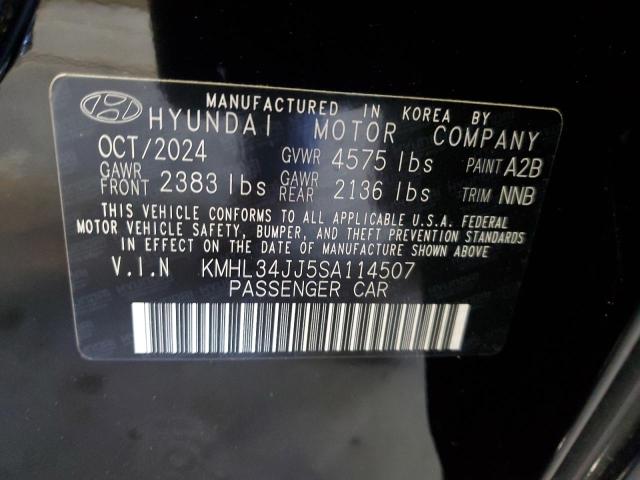 MANUFACTURED IN KOREA BY
HYUNDAI MOTOR COMPANY
OCT/2024 GVWR 4575 lbs PAINT A2B
GAWR FRONT 2383 lbs GAWR REAR 2136 lbs TRIM NNB
THIS VEHICLE CONFORMS TO ALL APPLICABLE U.S.A. FEDERAL
MOTOR VEHICLE SAFETY, BUMPER, AND THEFT PREVENTION STANDARDS
IN EFFECT ON THE DATE OF MANUFACTURE SHOWN ABOVE
V.I.N KMHL34JJ5SA114507
PASSENGER CAR